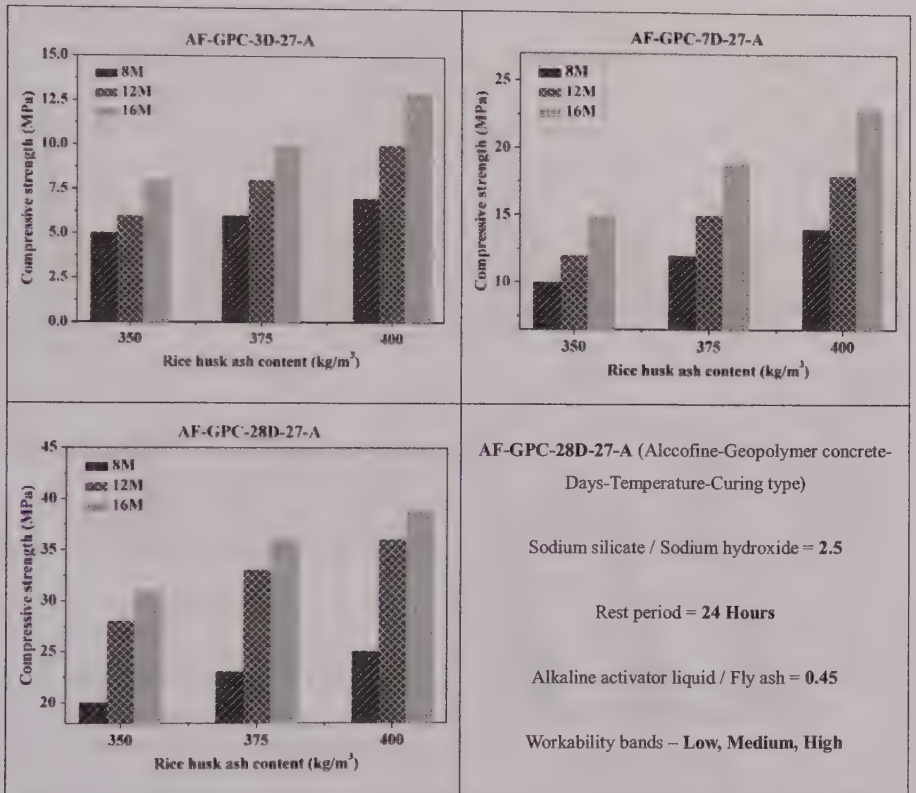 AF-GPC-3D-27-A
15.0
12.5
10.0
7.5
5.0
2.5
0.0
Compressive strength (MPa)
8M
12M
16M
350
375
400
Rice husk ash content (kg/m³)
AF-GPC-7D-27-A
25
20
15
10
Compressive strength (MPa)
8M
12M
16M
350
375
400
Rice husk ash content (kg/m³)
AF-GPC-28D-27-A
45
40
35
30
25
20
Compressive strength (MPa)
8M
12M
16M
350
375
400
Rice husk ash content (kg/m³)
AF-GPC-28D-27-A (Alccofine-Geopolymer concrete-
Days-Temperature-Curing type)
Sodium silicate / Sodium hydroxide = 2.5
Rest period = 24 Hours
Alkaline activator liquid / Fly ash = 0.45
Workability bands – Low, Medium, High